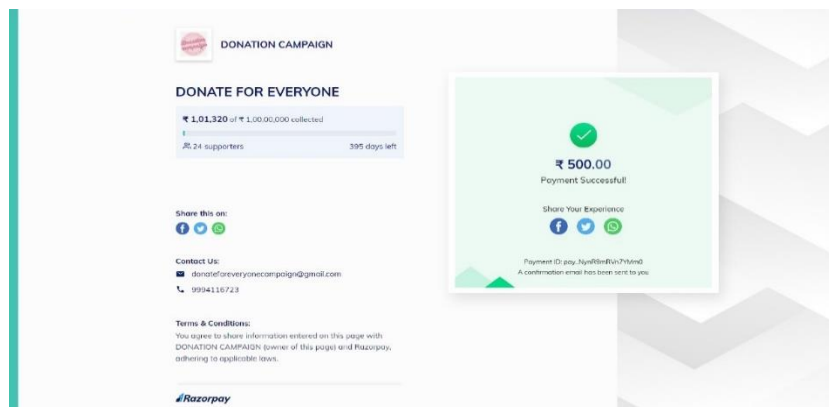 DONATION CAMPAIGN
DONATE FOR EVERYONE
₹ 1,01,320 of ₹ 1,00,00,000 collected
24 supporters
395 days left
Share this on:
Contact Us:
donateforeveryonecampaign@gmail.com
9994116723
Terms & Conditions:
You agree to share information entered on this page with
DONATION CAMPAIGN (owner of this page) and Razorpay,
adhering to applicable laws.
Razorpay
₹ 500.00
Payment Successful!
Share Your Experience
Payment ID:
A confirmation email has been sent to you